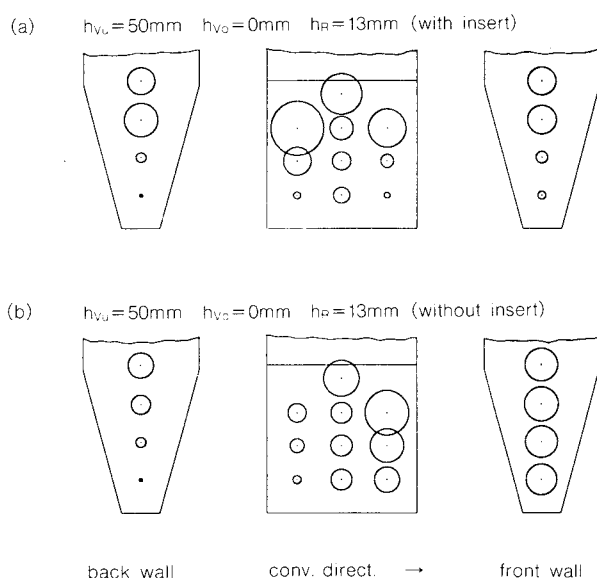 (a) h_Vu = 50mm h_Vo = 0mm h_R = 13mm (with insert)
(b) h_Vu = 50mm h_Vo = 0mm h_R = 13mm (without insert)
back wall conv. direct. → front wall